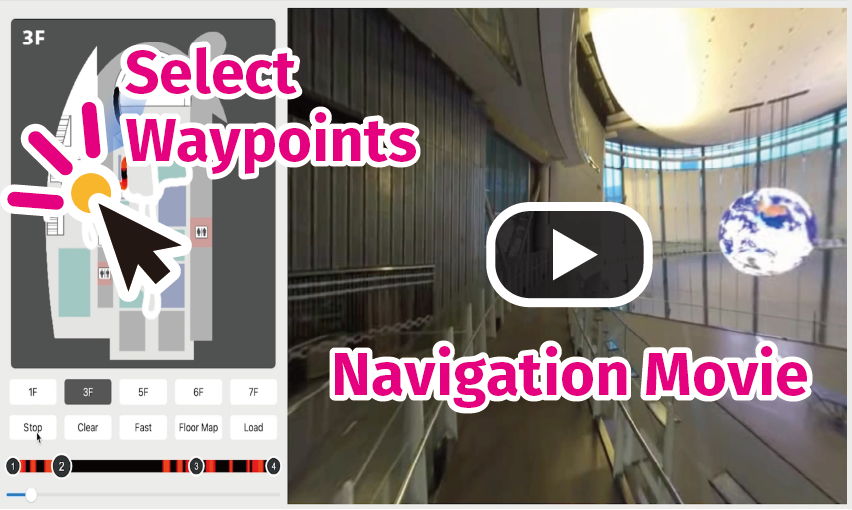 3F
Select
Waypoints
Navigation Movie
1F 3F 5F 6F 7F
Stop Clear Fast Floor Map Load
1 2 3 4